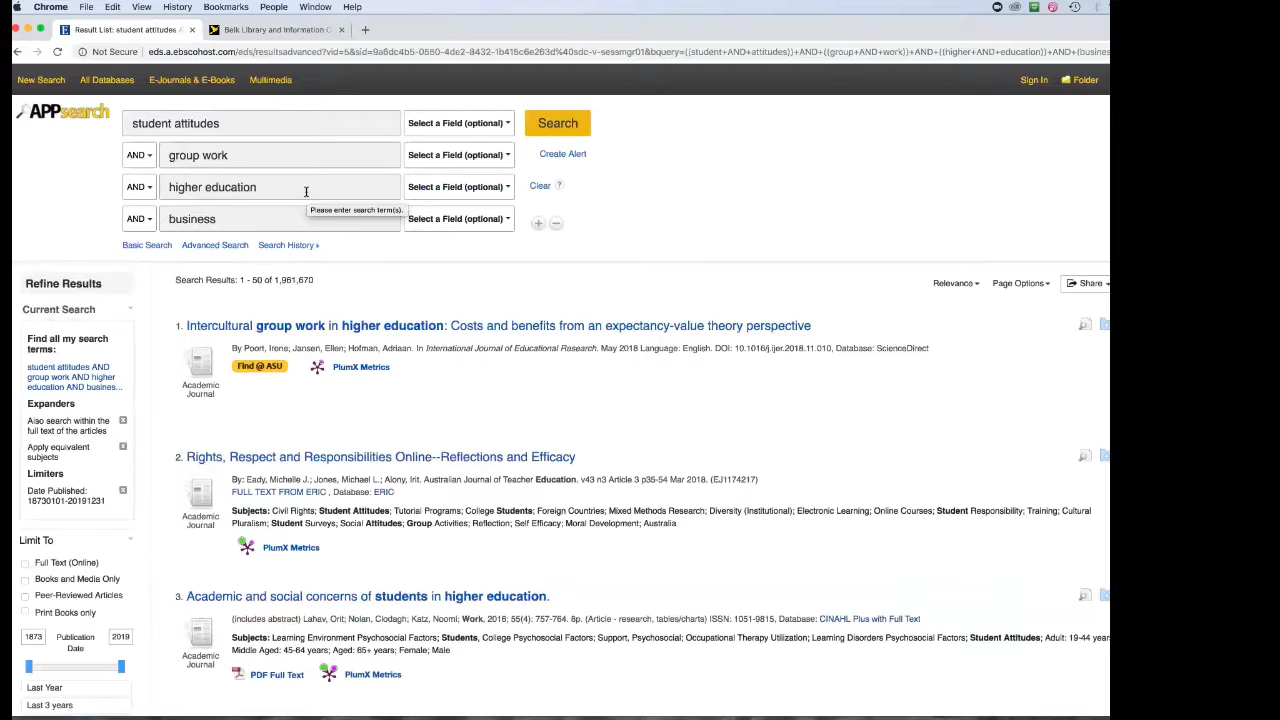 Chrome File Edit View History Bookmarks People Window Help
Result List: student attitudes A
Belk Library and Information C
Not Secure eds.a.ebscohost.com/eds/resultsadvanced?vid=5&sid=9a6dc4b5-0550-4de2-8432-1b415c6e263d%40sdc-v-sessmgr01&bquery=((student+AND+attitudes))+AND+((group+AND+work))+AND+((higher+AND+education))+AND+(busines
New Search All Databases E-Journals & E-Books Multimedia Sign In Folder
APPsearch
student attitudes Select a Field (optional) Search
AND group work Select a Field (optional) Create Alert
AND higher education Select a Field (optional) Clear ?
Please enter search term(s).
AND business Select a Field (optional)
Basic Search Advanced Search Search History
Refine Results
Current Search
Find all my search
terms:
student attitudes AND
group work AND higher
education AND busines...
Expanders
Also search within the
full text of the articles
Apply equivalent
subjects
Limiters
Date Published:
18730101-20191231
Limit To
Full Text (Online)
Books and Media Only
Peer-Reviewed Articles
Print Books only
1873 Publication 2019
Date
Last Year
Last 3 years
Search Results: 1 - 50 of 1,961,670
Relevance Page Options Share
1. Intercultural group work in higher education: Costs and benefits from an expectancy-value theory perspective
By Poort, Irene; Jansen, Ellen; Hofman, Adriaan. In International Journal of Educational Research. May 2018 Language: English. DOI: 10.1016/j.ijer.2018.11.010, Database: ScienceDirect
Find @ ASU PlumX Metrics
Academic
Journal
2. Rights, Respect and Responsibilities Online--Reflections and Efficacy
By: Eady, Michelle J.; Jones, Michael L.; Alony, Irit. Australian Journal of Teacher Education, v43 n3 Article 3 p35-54 Mar 2018. (EJ1174217)
FULL TEXT FROM ERIC , Database: ERIC
Subjects: Civil Rights; Student Attitudes; Tutorial Programs; College Students; Foreign Countries; Mixed Methods Research; Diversity (Institutional); Electronic Learning; Online Courses; Student Responsibility; Training; Cultural
Pluralism; Student Surveys; Social Attitudes; Group Activities; Reflection; Self Efficacy; Moral Development; Australia
Academic
Journal
PlumX Metrics
3. Academic and social concerns of students in higher education.
(includes abstract) Lahav, Orit; Nolan, Clodagh; Katz, Noomi; Work, 2016; 55(4): 757-764. 8p. (Article - research, tables/charts) ISSN: 1051-9815, Database: CINAHL Plus with Full Text
Subjects: Learning Environment Psychosocial Factors; Students, College Psychosocial Factors; Support, Psychosocial; Occupational Therapy Utilization; Learning Disorders Psychosocial Factors; Student Attitudes; Adult: 19-44 year
Middle Aged: 45-64 years; Aged: 65+ years; Female; Male
Academic
Journal
PDF Full Text PlumX Metrics